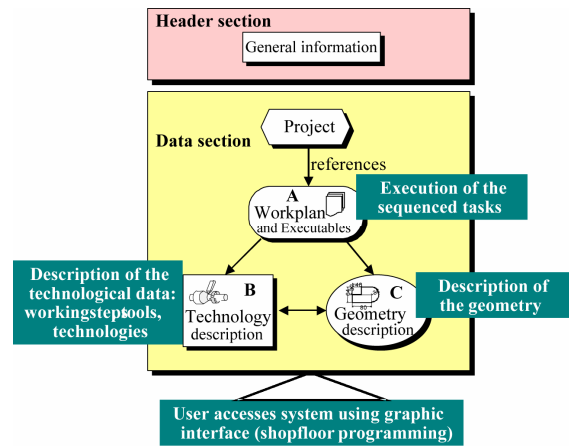 Header section
General information
Data section
Project
references
A
Workplan
and Executables
Execution of the
sequenced tasks
Description of the
technological data:
workingsteps tools,
technologies
B
Technology
description
C
Geometry
description
80
Description of
the geometry
User accesses system using graphic
interface (shopfloor programming)